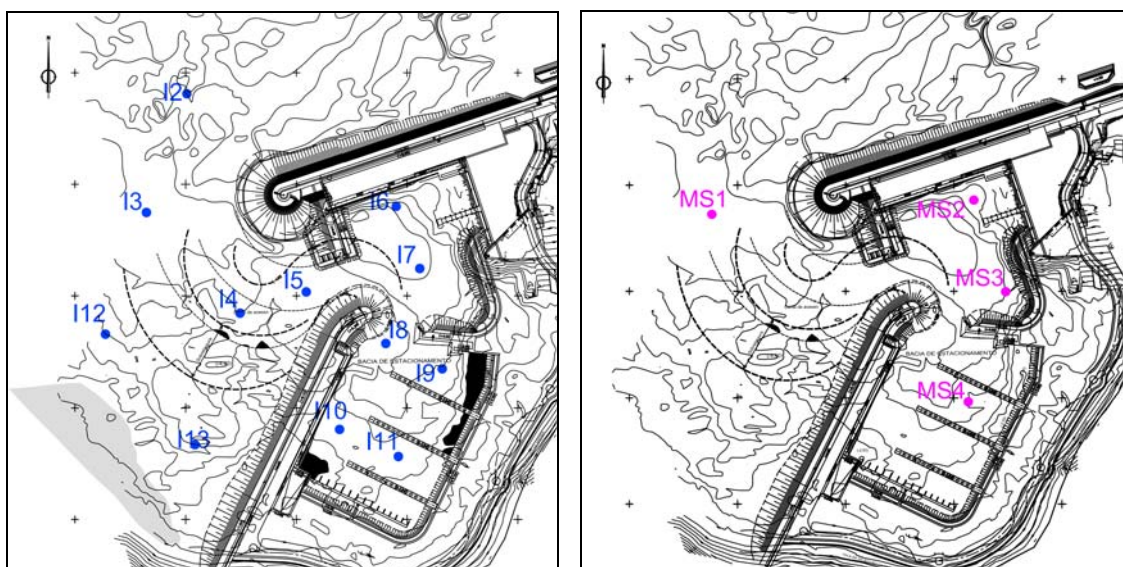 N
I2
I3
I6
I7
I5
I4
I12
I8
BACIA DE ESTACIONAMENTO
I9
I10
I11
I13
N
MS1
MS2
MS3
BACIA DE ESTACIONAMENTO
MS4